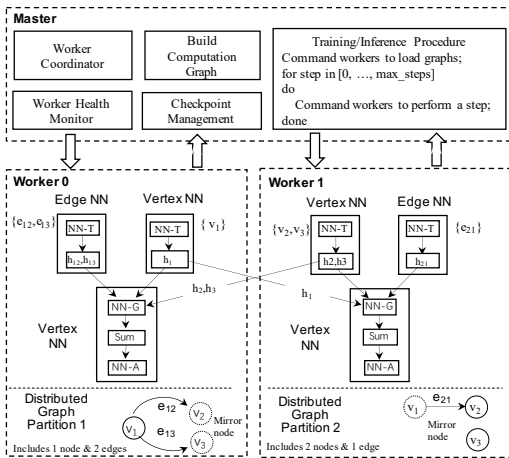 Master
Worker
Coordinator
Build
Computation
Graph
Worker Health
Monitor
Checkpoint
Management
Training/Inference Procedure
Command workers to load graphs;
for step in [0, …, max_steps]
do
Command workers to perform a step;
done
Worker 0
Edge NN
Vertex NN
{e12,e13}
NN-T
h12,h13
NN-T
h1
{ v1}
h2,h3
Vertex
NN
NN-G
Sum
NN-A
Distributed
Graph
Partition 1
v1
e12
e13
v2
v3
Mirror
node
Includes 1 node & 2 edges
Worker 1
Vertex NN
Edge NN
{v2,v3}
NN-T
h2,h3
NN-T
h21
{e21}
h1
Vertex
NN
NN-G
Sum
NN-A
Distributed
Graph
Partition 2
v1
e21
v2
Mirror
node
v3
Includes 2 nodes & 1 edge